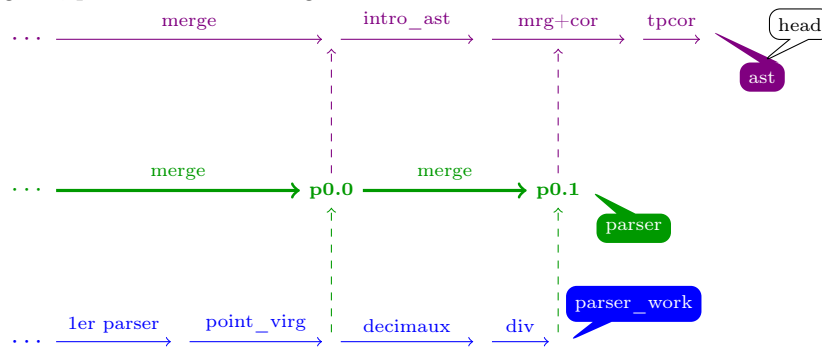 merge intro_ast mrg+cor tpcor head
...
ast
merge merge
... p0.0 p0.1
parser
parser_work
1er parser point_virg decimaux div
...